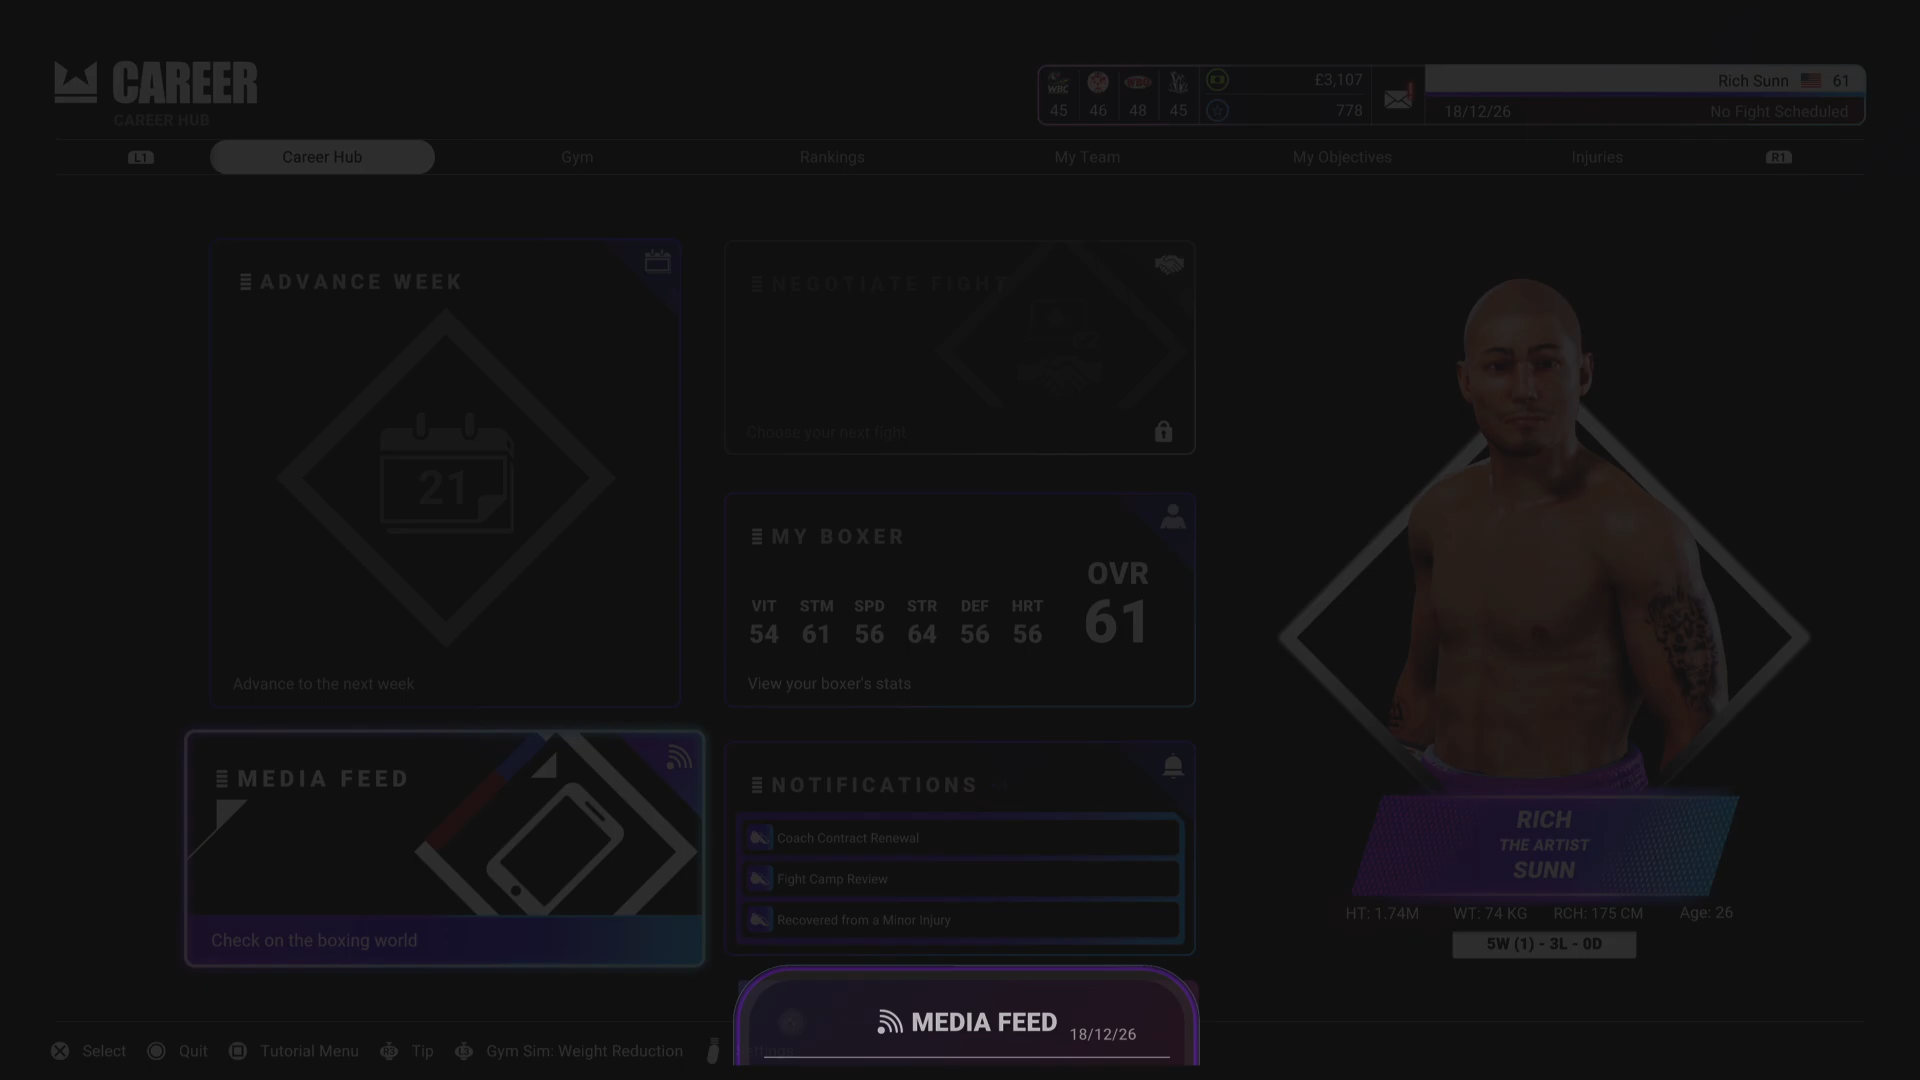 CAREER
CAREER HUB
WBC
45 46 48 45
£3,107
778
Rich Sunn 61
18/12/26 No Fight Scheduled
L1 Career Hub Gym Rankings My Team My Objectives Injuries R1
ADVANCE WEEK
21
Advance to the next week
NEGOTIATE FIGHT
Choose your next fight
MY BOXER
OVR
61
VIT STM SPD STR DEF HRT
54 61 56 64 56 56
View your boxer's stats
MEDIA FEED
Check on the boxing world
NOTIFICATIONS
Coach Contract Renewal
Fight Camp Review
Recovered from a Minor Injury
RICH
THE ARTIST
SUNN
HT: 1.74M WT: 74 KG RCH: 175 CM Age: 26
5W (1) - 3L - 0D
MEDIA FEED 18/12/26
Select Quit Tutorial Menu R3 Tip L3 Gym Sim: Weight Reduction